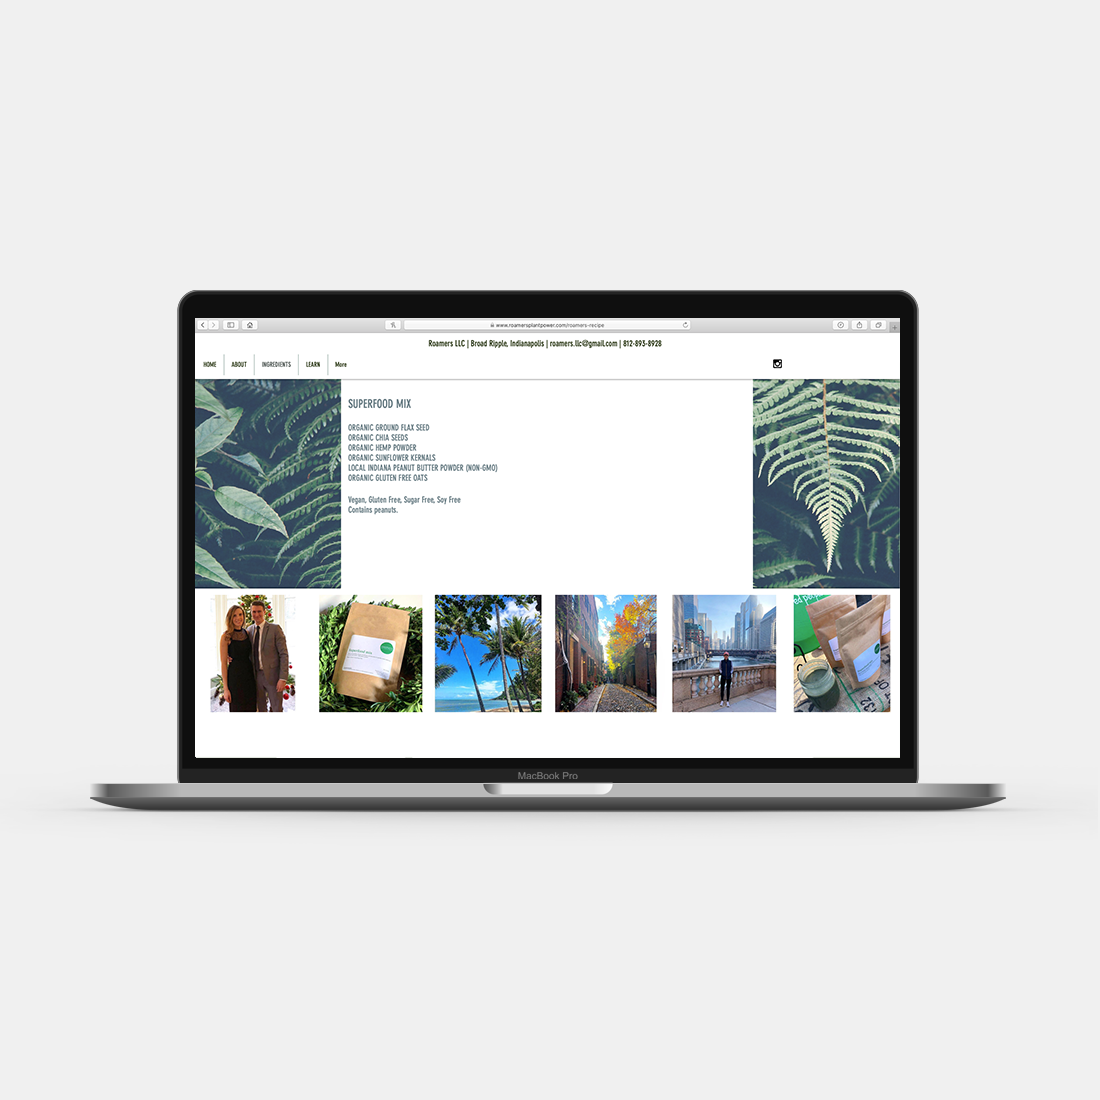 www.roamersplantpower.com/roamers-recipe
Roamers LLC | Broad Ripple, Indianapolis | roamers.llc@gmail.com | 812-893-8928
HOME
ABOUT
INGREDIENTS
LEARN
More
SUPERFOOD MIX
ORGANIC GROUND FLAX SEED
ORGANIC CHIA SEEDS
ORGANIC HEMP POWDER
ORGANIC SUNFLOWER KERNALS
LOCAL INDIANA PEANUT BUTTER POWDER (NON-GMO)
ORGANIC GLUTEN FREE OATS
Vegan, Gluten Free, Sugar Free, Soy Free
Contains peanuts.
Superfood mix
MacBook Pro